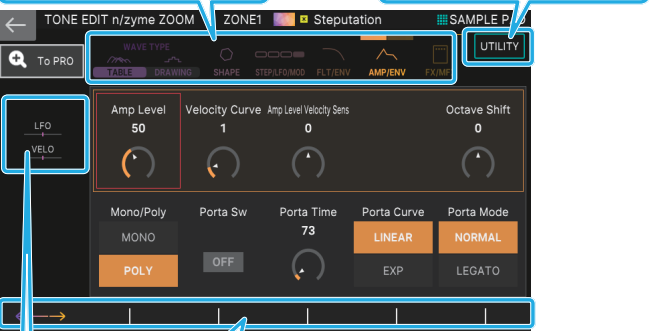 TONE EDIT n/zyme ZOOM ZONE1 Steputation SAMPLE PAD
UTILITY
To PRO
WAVE TYPE
TABLE DRAWING SHAPE STEP/LFO/MOD FLT/ENV AMP/ENV FX/MFX
LFO
VELO
Amp Level Velocity Curve Amp Level Velocity Sens Octave Shift
50 1 0 0
Mono/Poly Porta Sw Porta Time Porta Curve Porta Mode
MONO 73 LINEAR NORMAL
POLY OFF EXP LEGATO